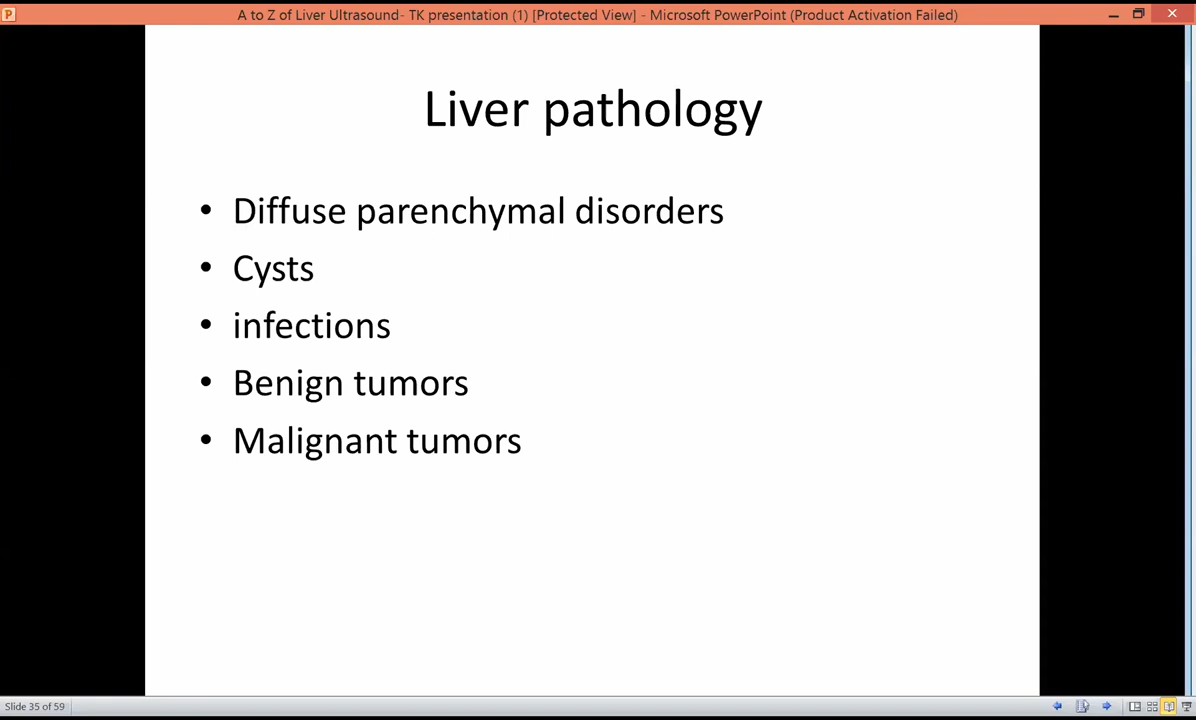 A to Z of Liver Ultrasound- TK presentation (1) [Protected View] - Microsoft PowerPoint (Product Activation Failed)
Liver pathology
• Diffuse parenchymal disorders
• Cysts
• infections
• Benign tumors
• Malignant tumors
Slide 35 of 59